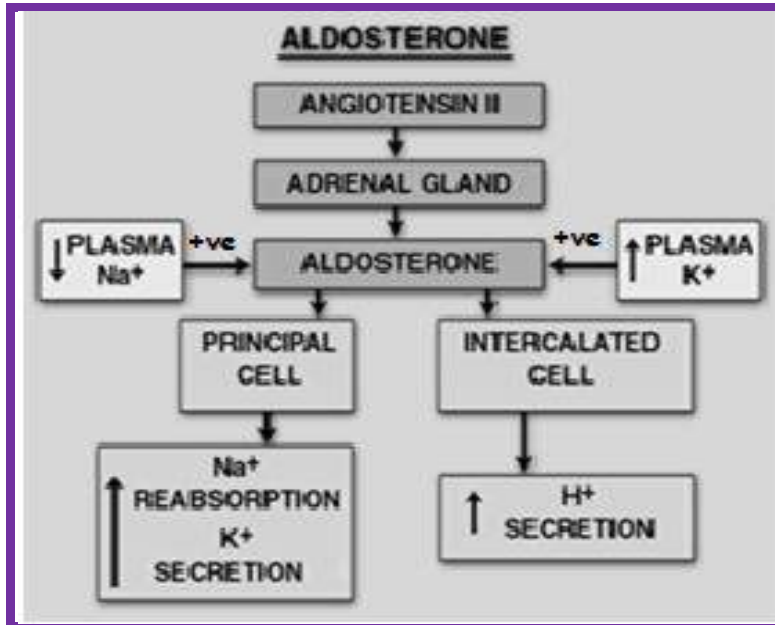 ALDOSTERONE
ANGIOTENSIN II
ADRENAL GLAND
PLASMA
Na⁺
+ve
ALDOSTERONE
+ve
PLASMA
K⁺
PRINCIPAL
CELL
INTERCALATED
CELL
Na⁺
REABSORPTION
K⁺
SECRETION
H⁺
SECRETION